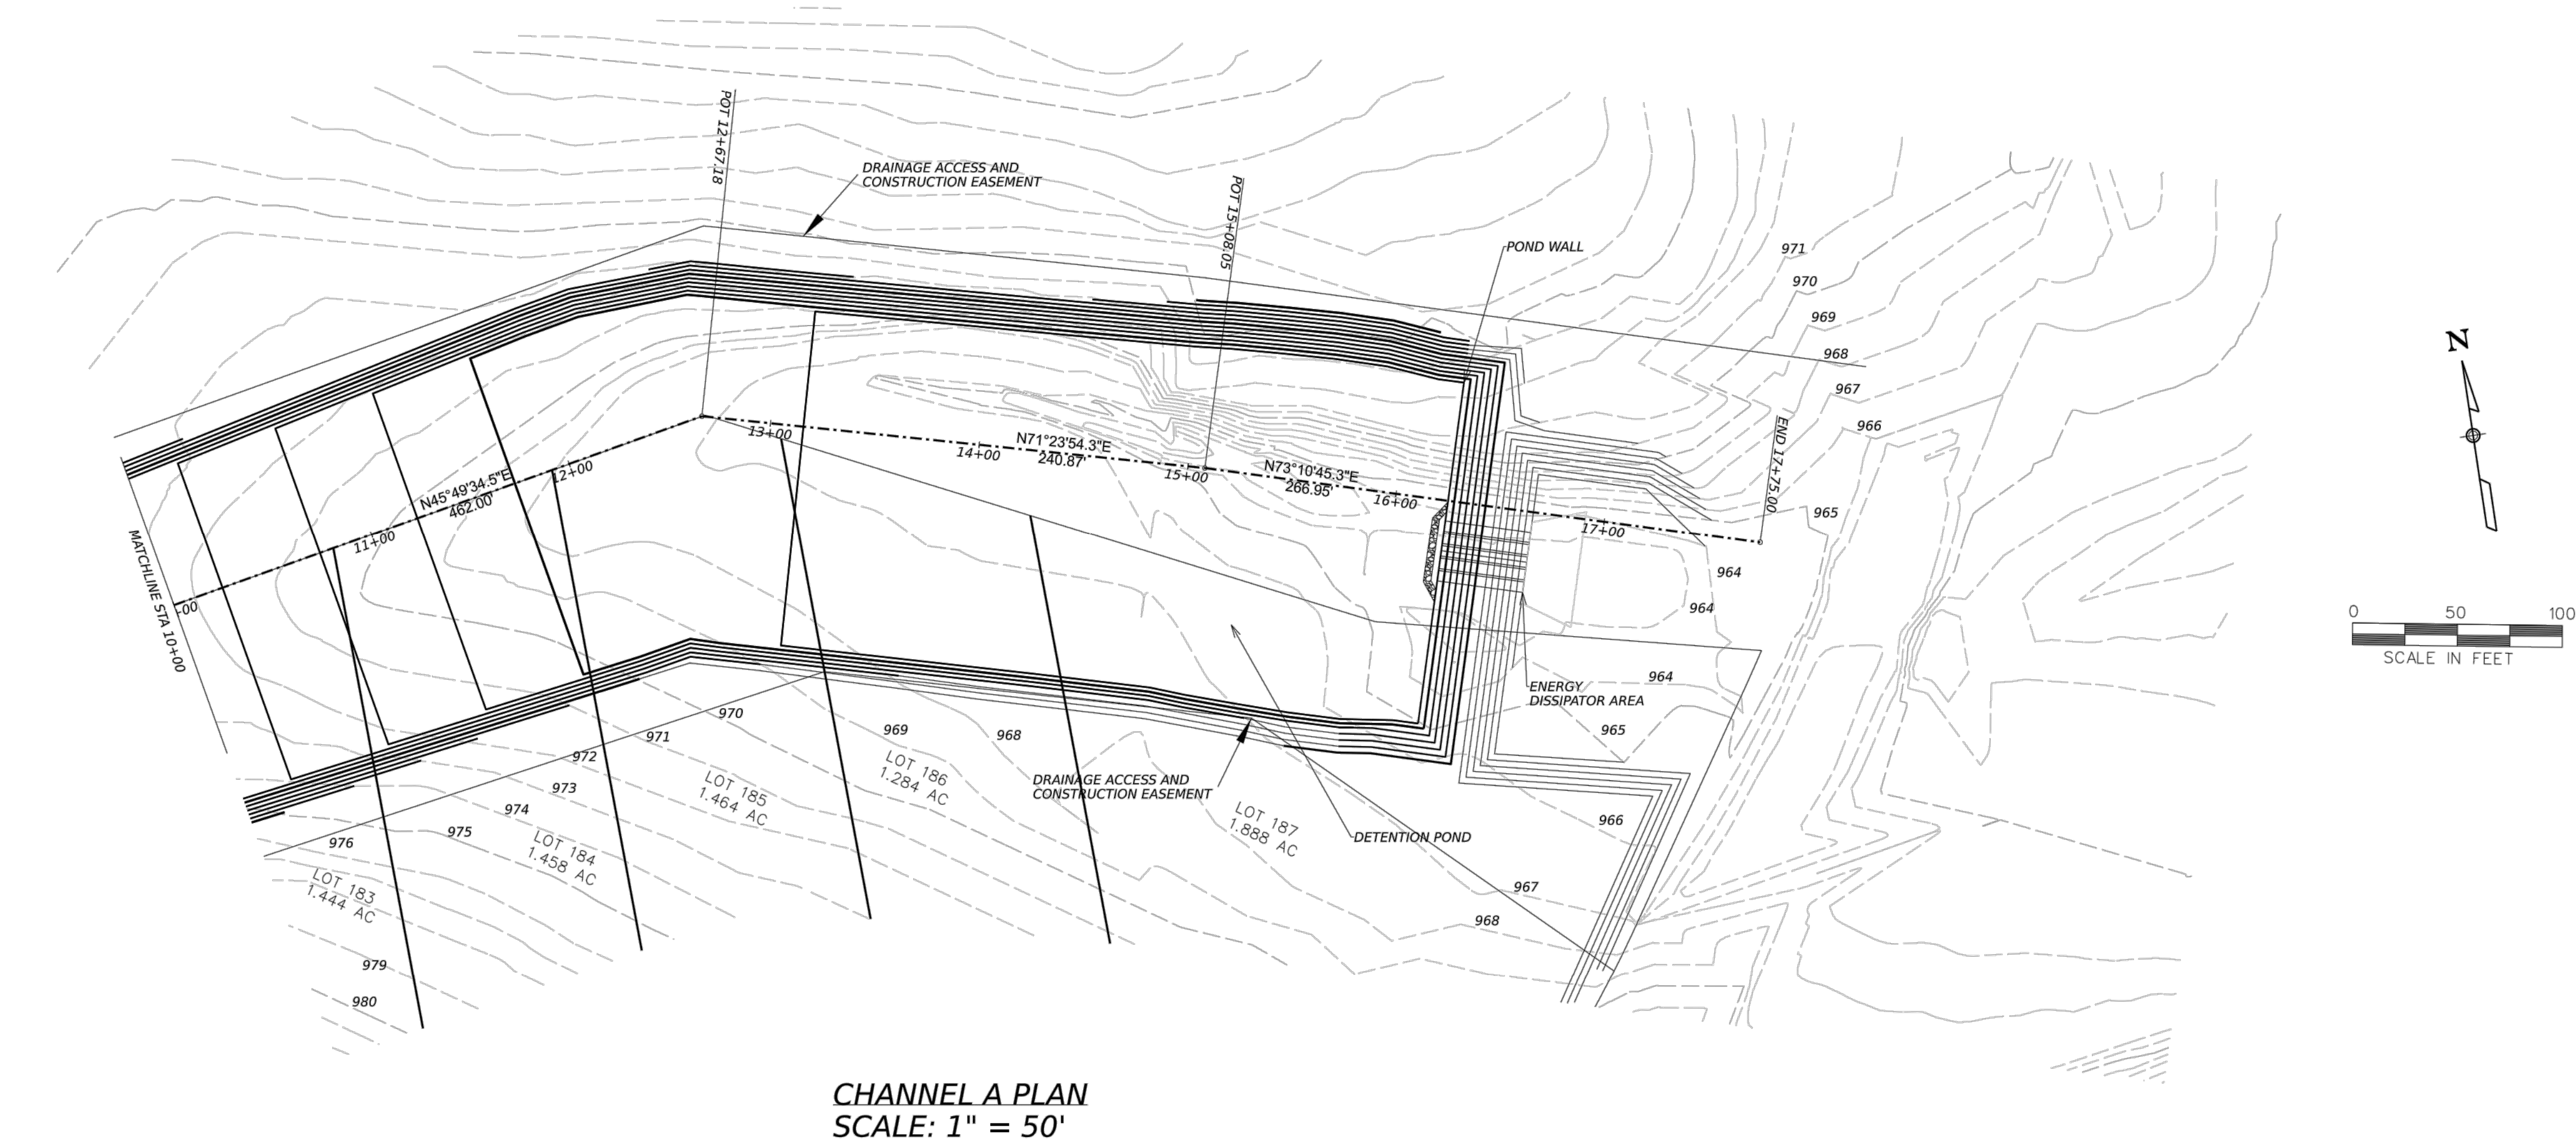 POT 12+67.18
DRAINAGE ACCESS AND
CONSTRUCTION EASEMENT
POT 15+08.05
POND WALL
971
970
969
968
967
966
965
964
964
964
965
966
967
968
N
0 50 100
SCALE IN FEET
END 17+75.00
13+00
14+00
N71°23'54.3"E
240.87'
15+00
N73°10'45.3"E
266.95'
16+00
17+00
12+00
N45°49'34.5"E
462.00'
11+00
-00
MATCHLINE STA 10+00
ENERGY
DISSIPATOR AREA
970
971
972
973
974
975
976
979
980
969
968
LOT 186
1.284 AC
LOT 185
1.464 AC
LOT 184
1.458 AC
LOT 183
1.444 AC
DRAINAGE ACCESS AND
CONSTRUCTION EASEMENT
LOT 187
1.888 AC
DETENTION POND
CHANNEL A PLAN
SCALE: 1" = 50'